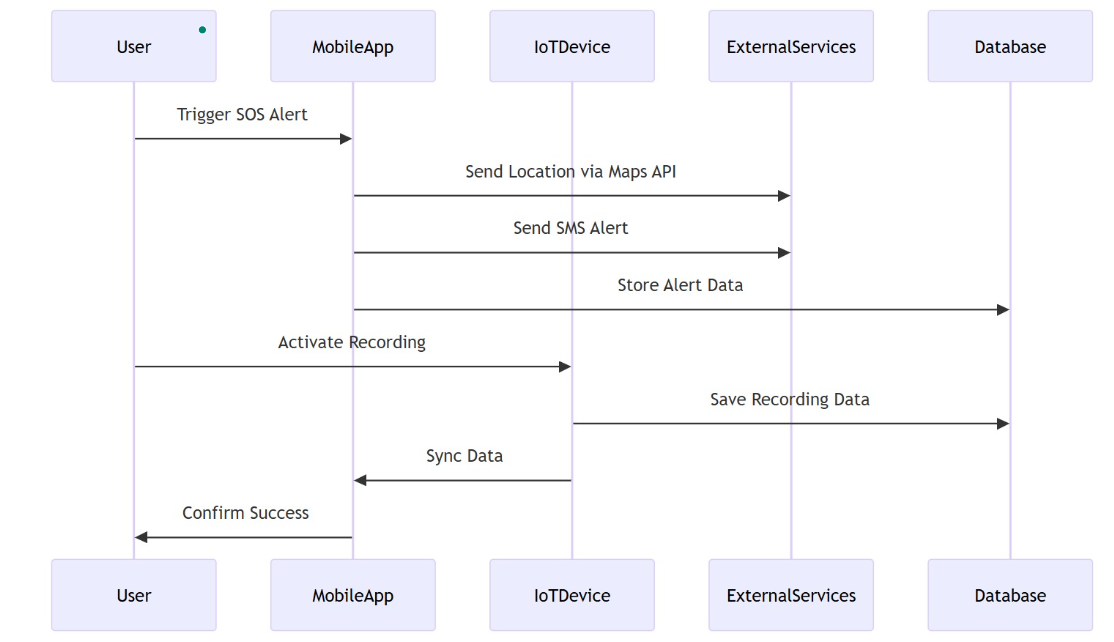 User
MobileApp
IoTDevice
ExternalServices
Database
Trigger SOS Alert
Send Location via Maps API
Send SMS Alert
Store Alert Data
Activate Recording
Save Recording Data
Sync Data
Confirm Success
User
MobileApp
IoTDevice
ExternalServices
Database